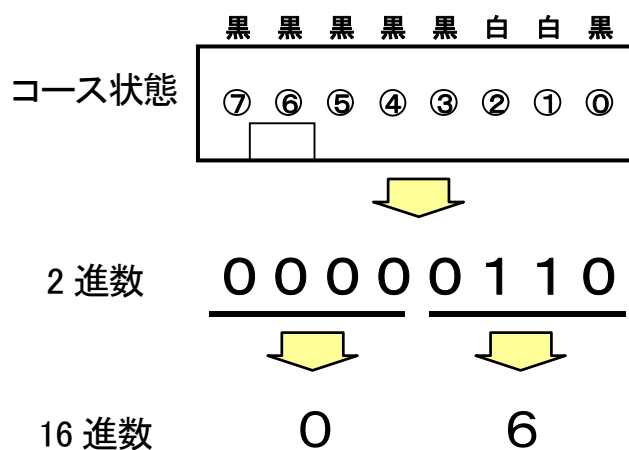 黒 黒 黒 黒 黒 白 白 黒
コース状態 ⑦ ⑥ ⑤ ④ ③ ② ① ⓪
2 進数 ０ ０ ０ ０ ０ １ １ ０
16 進数 ０ ６